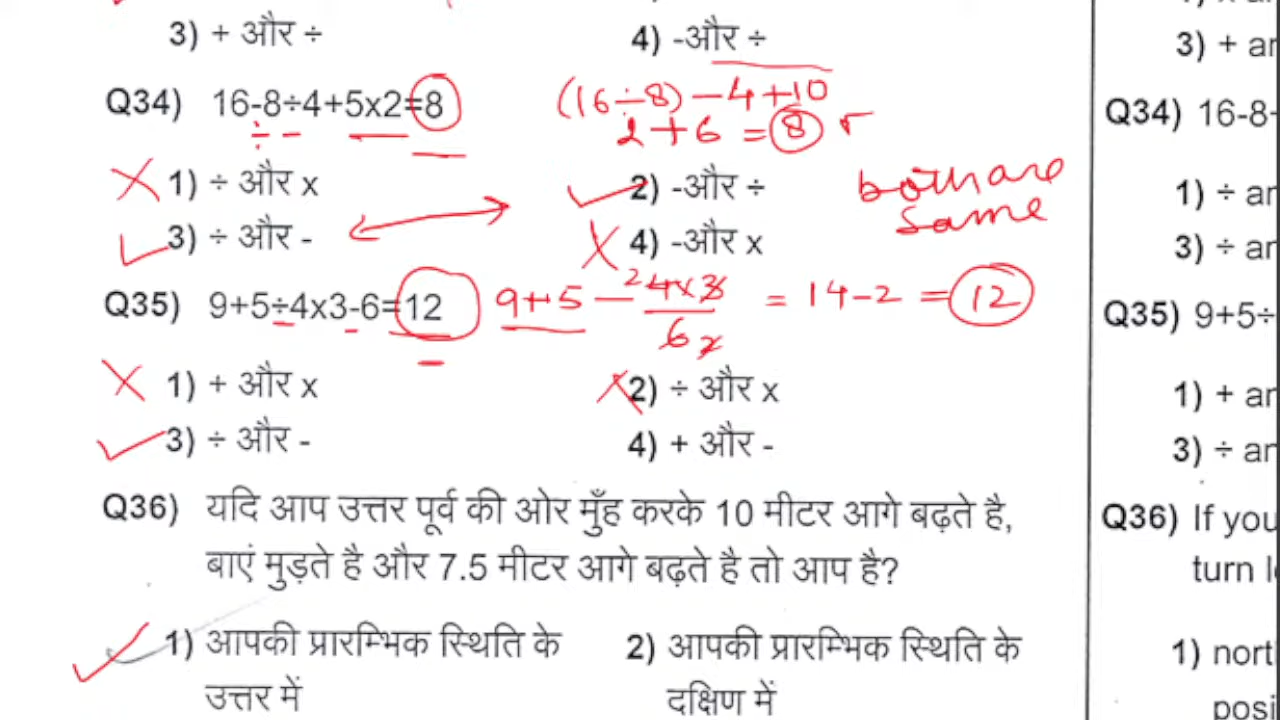 3) + और ÷
4) -और ÷
Q34) 16-8÷4+5x2=8
(16÷8) - 4 + 10
2 + 6 = 8
1) ÷ और x
2) -और ÷
both are
same
3) ÷ और -
4) -और x
Q35) 9+5÷4x3-6=12
9+5 - 4x3
2
6 2
= 14-2 = 12
1) + और x
2) ÷ और x
3) ÷ और -
4) + और -
Q36) यदि आप उत्तर पूर्व की ओर मुँह करके 10 मीटर आगे बढ़ते है,
बाएं मुड़ते है और 7.5 मीटर आगे बढ़ते है तो आप है?
1) आपकी प्रारम्भिक स्थिति के
उत्तर में
2) आपकी प्रारम्भिक स्थिति के
दक्षिण में
3) + ar
Q34) 16-8
1) ÷ ar
3) ÷ ar
Q35) 9+5÷
1) + ar
3) ÷ ar
Q36) If you
turn l
1) nort
posi